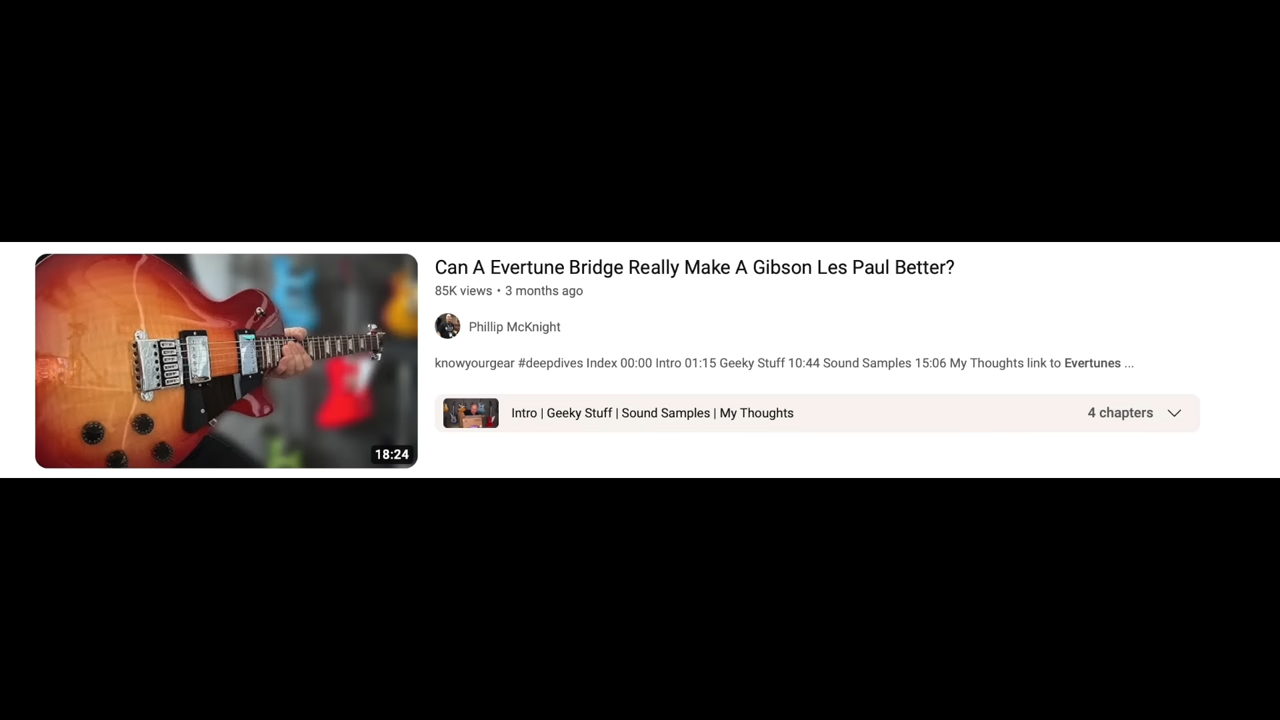 Can A Evertune Bridge Really Make A Gibson Les Paul Better?
85K views • 3 months ago
Phillip McKnight
knowyourgear #deepdives Index 00:00 Intro 01:15 Geeky Stuff 10:44 Sound Samples 15:06 My Thoughts link to Evertunes ...
Intro | Geeky Stuff | Sound Samples | My Thoughts
4 chapters
18:24